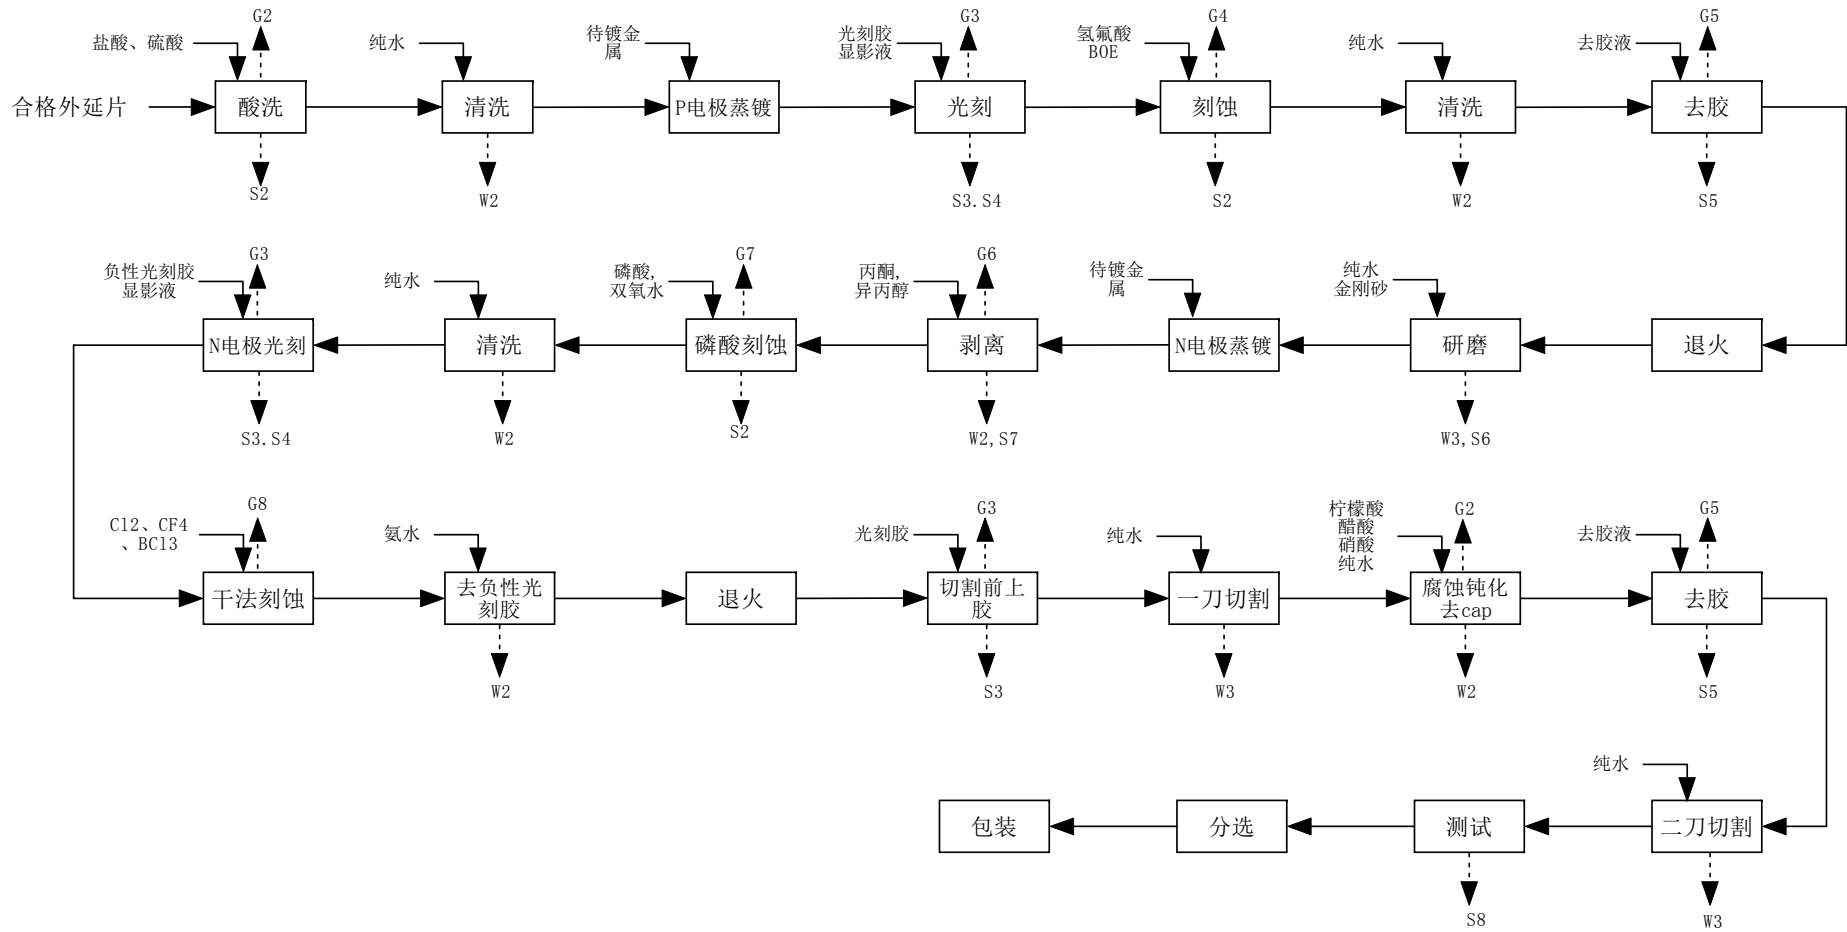 G2
G3
G4
G5
盐酸、硫酸
纯水
待镀金
属
光刻胶
显影液
氢氟酸
BOE
纯水
去胶液
合格外延片
酸洗
清洗
P电极蒸镀
光刻
刻蚀
清洗
去胶
S2
W2
S3.S4
S2
W2
S5
G3
G7
G6
负性光刻胶
显影液
纯水
磷酸,
双氧水
丙酮,
异丙醇
待镀金
属
纯水
金刚砂
N电极光刻
清洗
磷酸刻蚀
剥离
N电极蒸镀
研磨
退火
S3.S4
W2
S2
W2,S7
W3,S6
G8
G3
G2
G5
Cl2、CF4
、BCl3
氨水
光刻胶
纯水
柠檬酸
醋酸
硝酸
纯水
去胶液
干法刻蚀
去负性光
刻胶
退火
切割前上
胶
一刀切割
腐蚀钝化
去cap
去胶
W2
S3
W3
W2
S5
纯水
包装
分选
测试
二刀切割
S8
W3